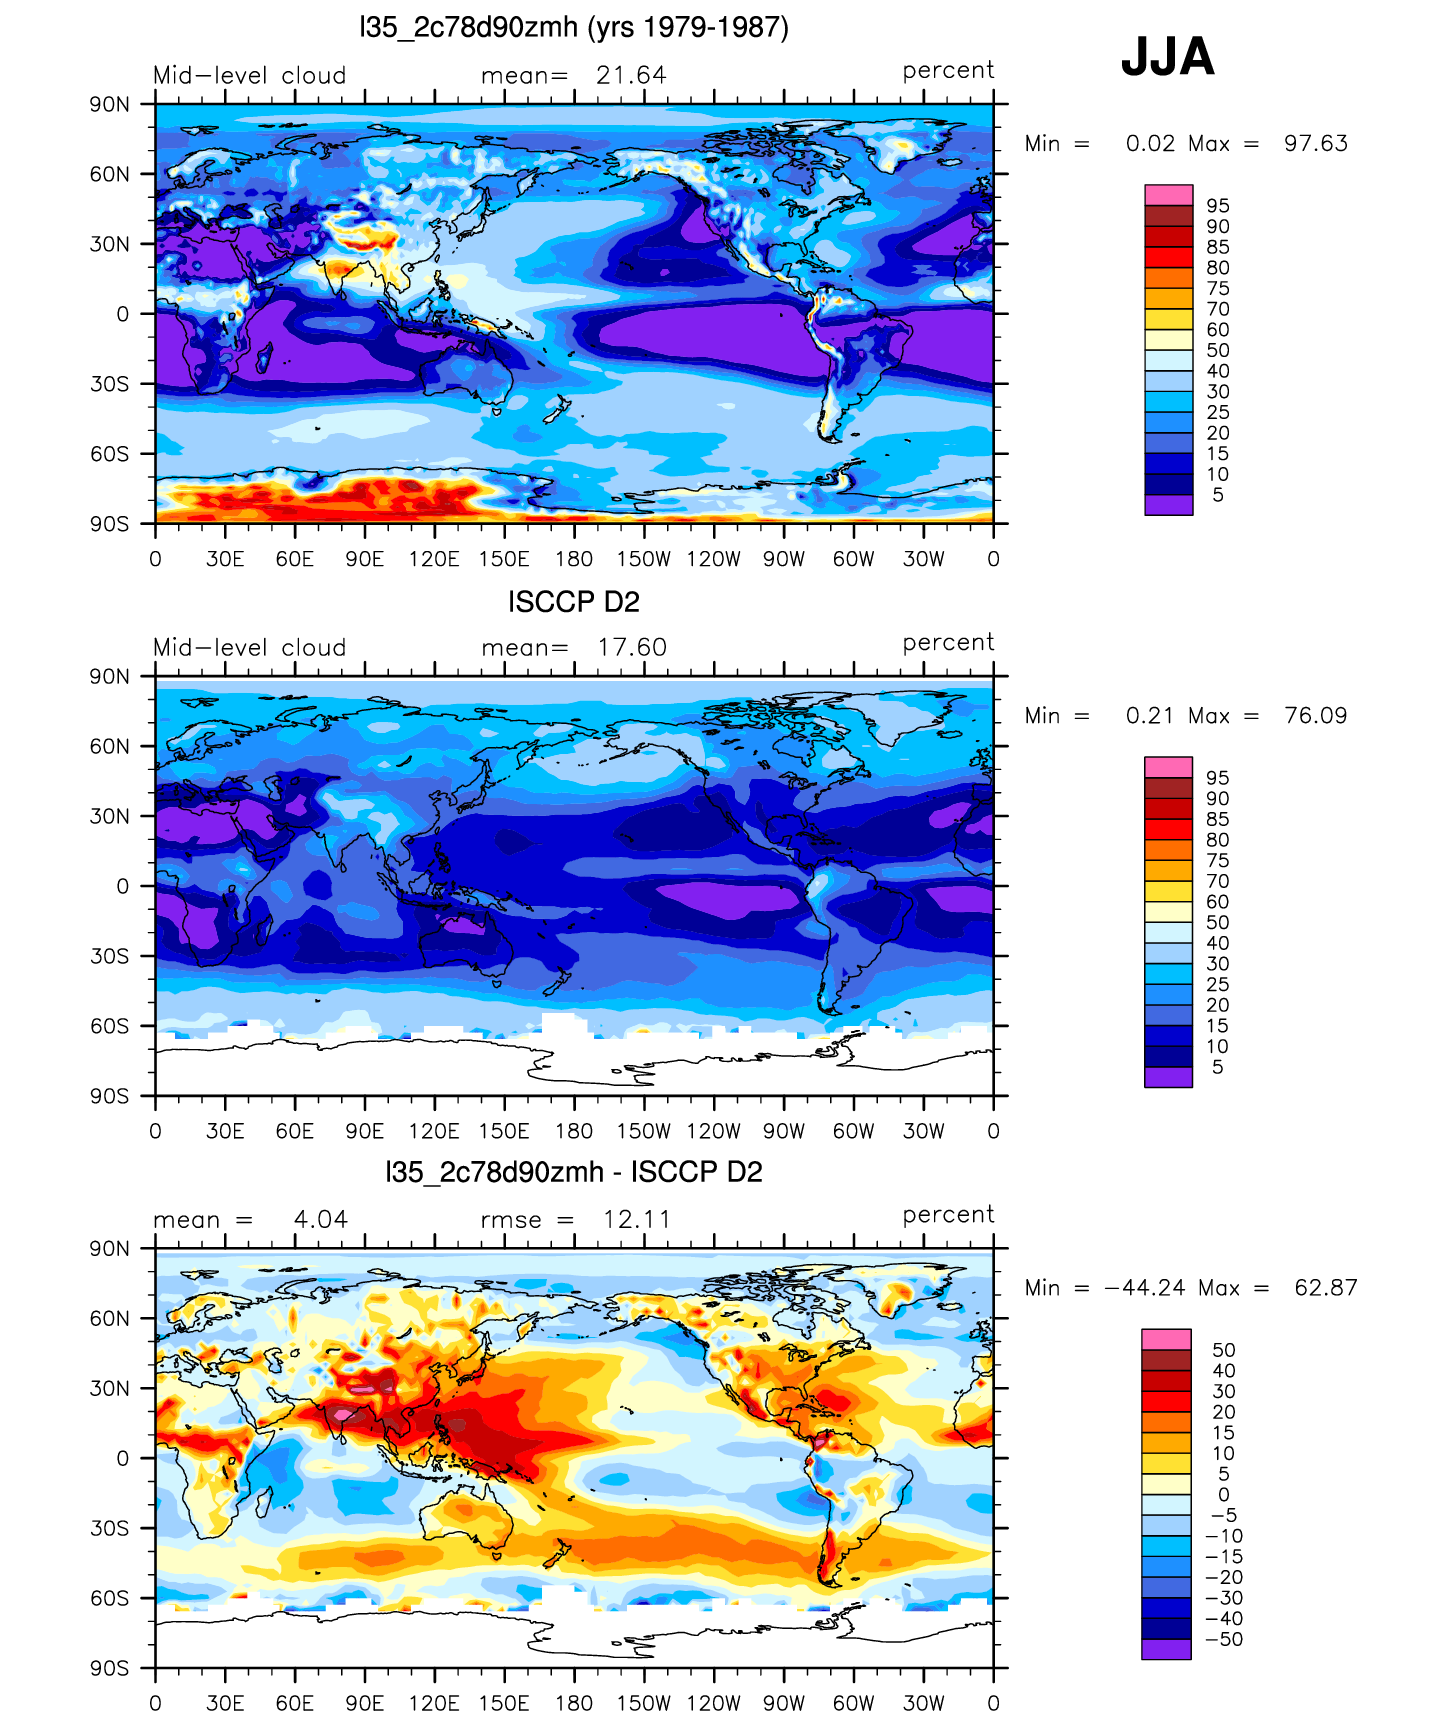 l35_2c78d90zmh (yrs 1979-1987)
JJA
Mid-level cloud mean= 21.64 percent
Min = 0.02 Max = 97.63
90N
60N
30N
0
30S
60S
90S
0 30E 60E 90E 120E 150E 180 150W 120W 90W 60W 30W 0
95
90
85
80
75
70
60
50
40
30
25
20
15
10
5
ISCCP D2
Mid-level cloud mean= 17.60 percent
Min = 0.21 Max = 76.09
90N
60N
30N
0
30S
60S
90S
0 30E 60E 90E 120E 150E 180 150W 120W 90W 60W 30W 0
95
90
85
80
75
70
60
50
40
30
25
20
15
10
5
l35_2c78d90zmh - ISCCP D2
mean = 4.04 rmse = 12.11 percent
Min = -44.24 Max = 62.87
90N
60N
30N
0
30S
60S
90S
0 30E 60E 90E 120E 150E 180 150W 120W 90W 60W 30W 0
50
40
30
20
15
10
5
0
-5
-10
-15
-20
-30
-40
-50